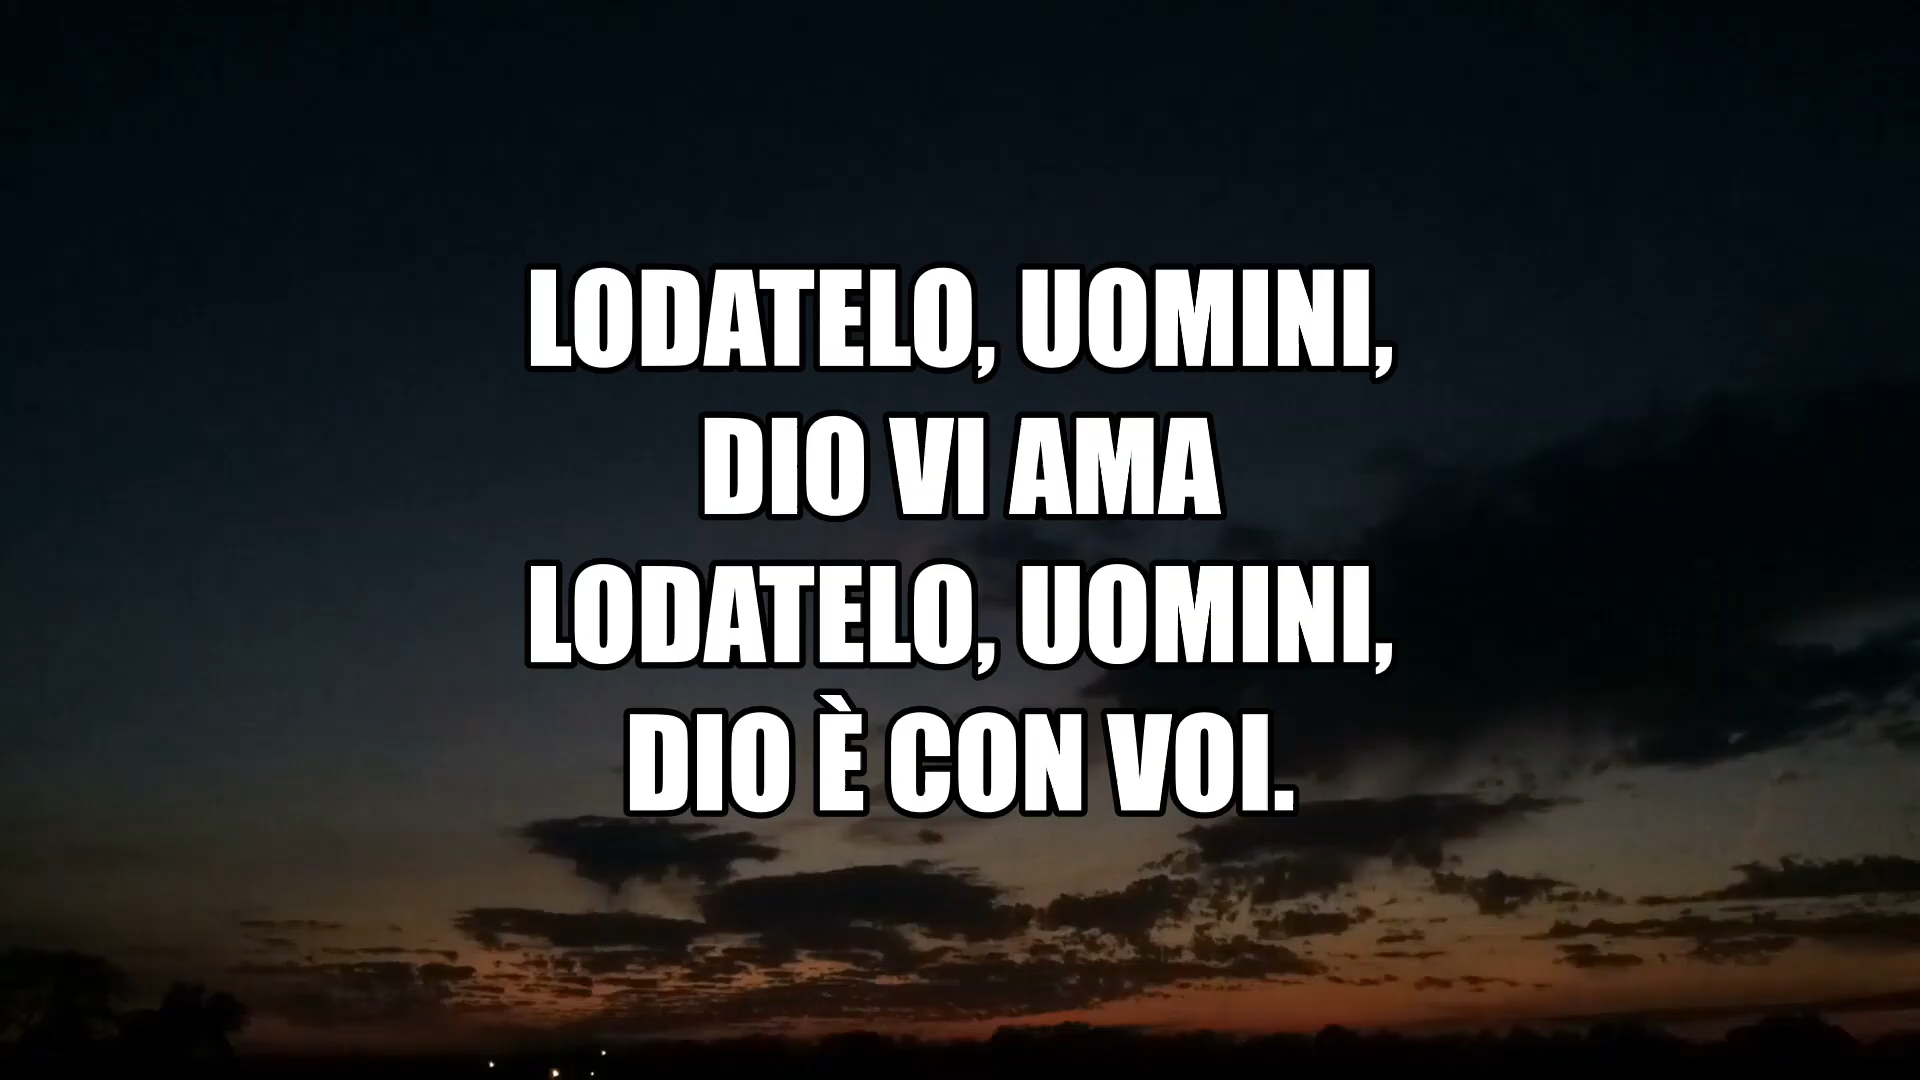 LODATELO, UOMINI,
DIO VI AMA
LODATELO, UOMINI,
DIO È CON VOI.